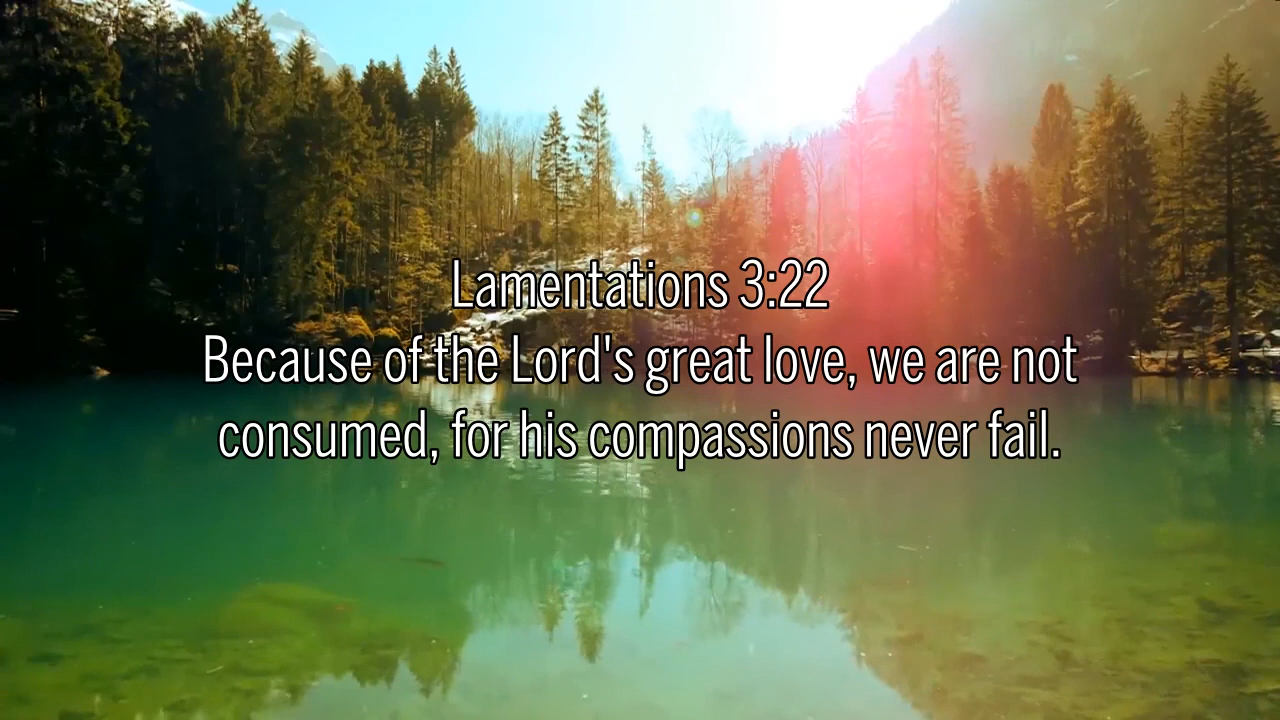 Lamentations 3:22
Because of the Lord's great love, we are not
consumed, for his compassions never fail.